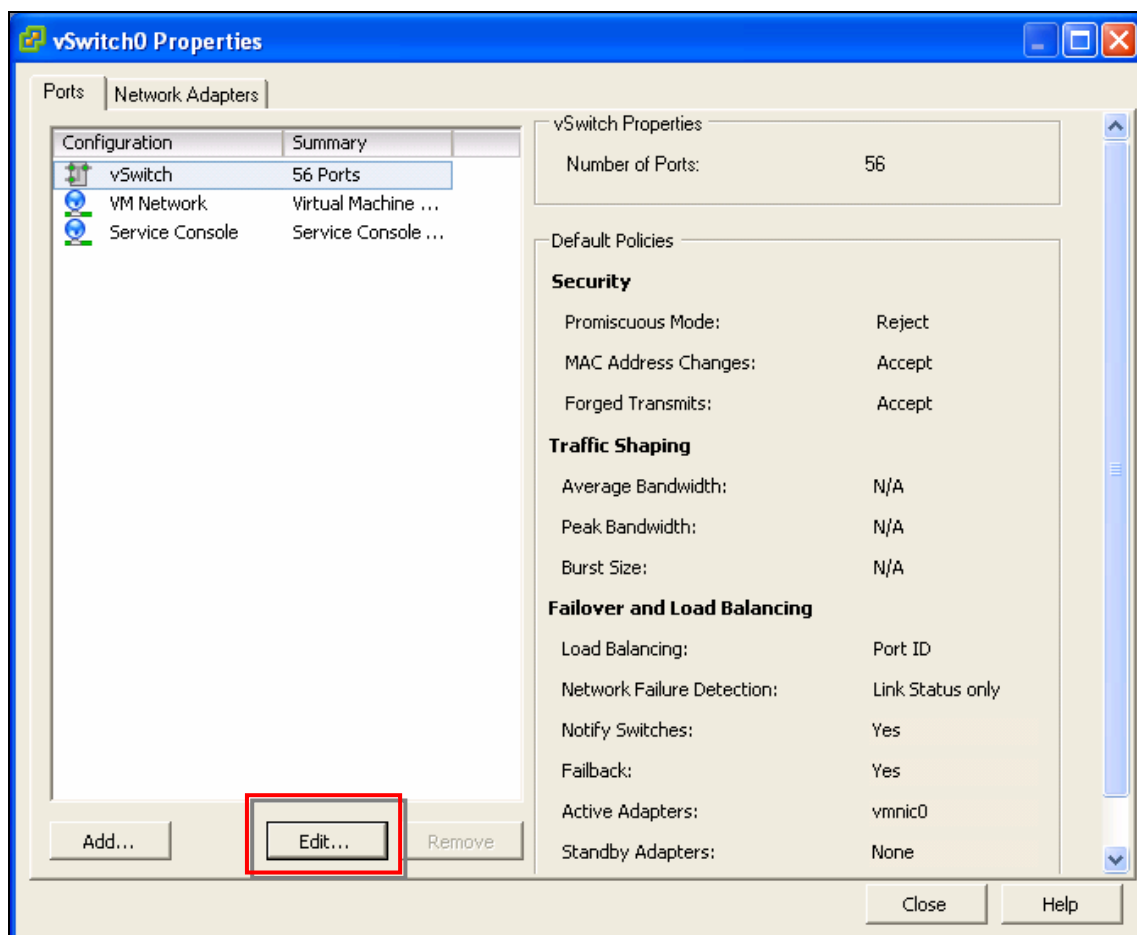 vSwitch0 Properties
Ports Network Adapters
Configuration Summary
vSwitch 56 Ports
VM Network Virtual Machine ...
Service Console Service Console ...
Add... Edit... Remove
vSwitch Properties
Number of Ports: 56
Default Policies
Security
Promiscuous Mode: Reject
MAC Address Changes: Accept
Forged Transmits: Accept
Traffic Shaping
Average Bandwidth: N/A
Peak Bandwidth: N/A
Burst Size: N/A
Failover and Load Balancing
Load Balancing: Port ID
Network Failure Detection: Link Status only
Notify Switches: Yes
Failback: Yes
Active Adapters: vmnic0
Standby Adapters: None
Close Help